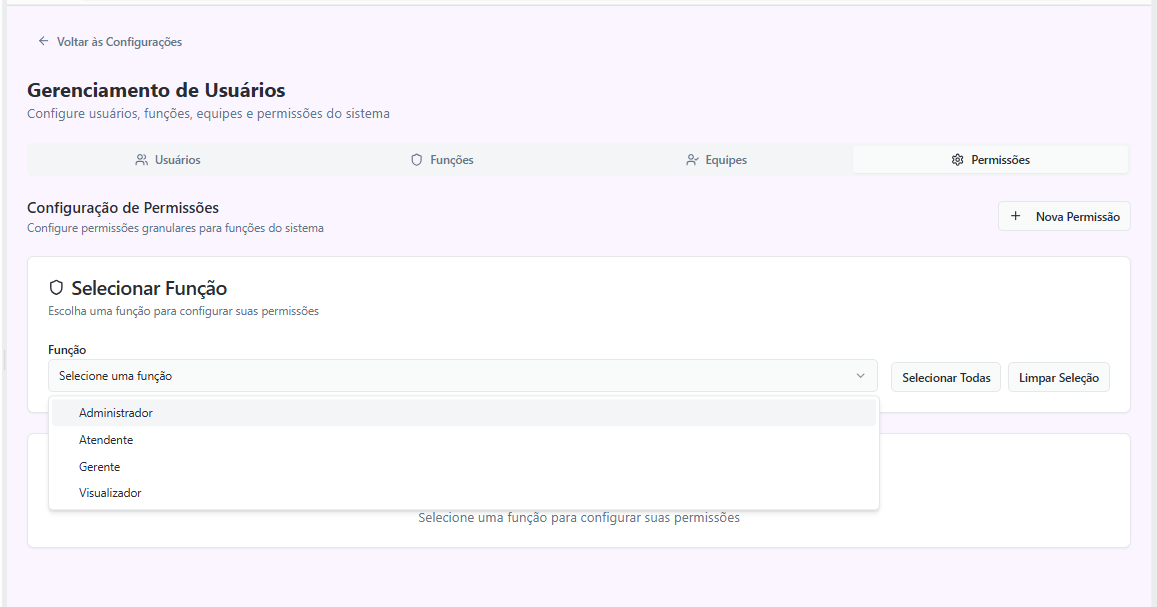 Voltar às Configurações
Gerenciamento de Usuários
Configure usuários, funções, equipes e permissões do sistema
Usuários Funções Equipes Permissões
Configuração de Permissões
Configure permissões granulares para funções do sistema
+ Nova Permissão
Selecionar Função
Escolha uma função para configurar suas permissões
Função
Selecione uma função
Selecionar Todas Limpar Seleção
Administrador
Atendente
Gerente
Visualizador
Selecione uma função para configurar suas permissões